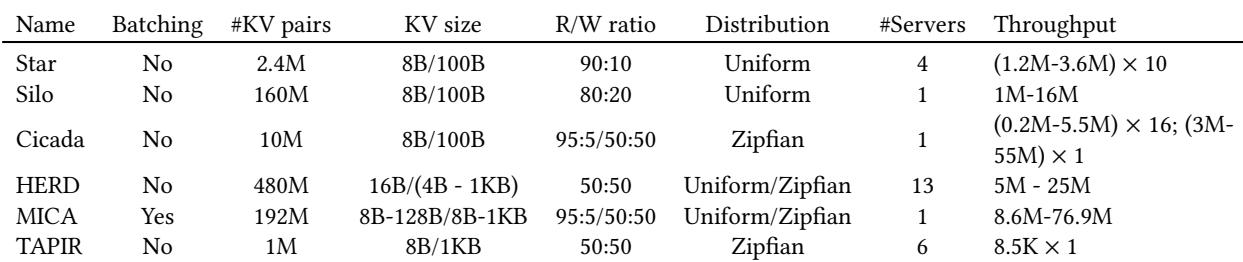 Name Batching #KV pairs KV size R/W ratio Distribution #Servers Throughput
Star No 2.4M 8B/100B 90:10 Uniform 4 (1.2M-3.6M) × 10
Silo No 160M 8B/100B 80:20 Uniform 1 1M-16M
Cicada No 10M 8B/100B 95:5/50:50 Zipfian 1 (0.2M-5.5M) × 16; (3M-
55M) × 1
HERD No 480M 16B/(4B - 1KB) 50:50 Uniform/Zipfian 13 5M - 25M
MICA Yes 192M 8B-128B/8B-1KB 95:5/50:50 Uniform/Zipfian 1 8.6M-76.9M
TAPIR No 1M 8B/1KB 50:50 Zipfian 6 8.5K × 1